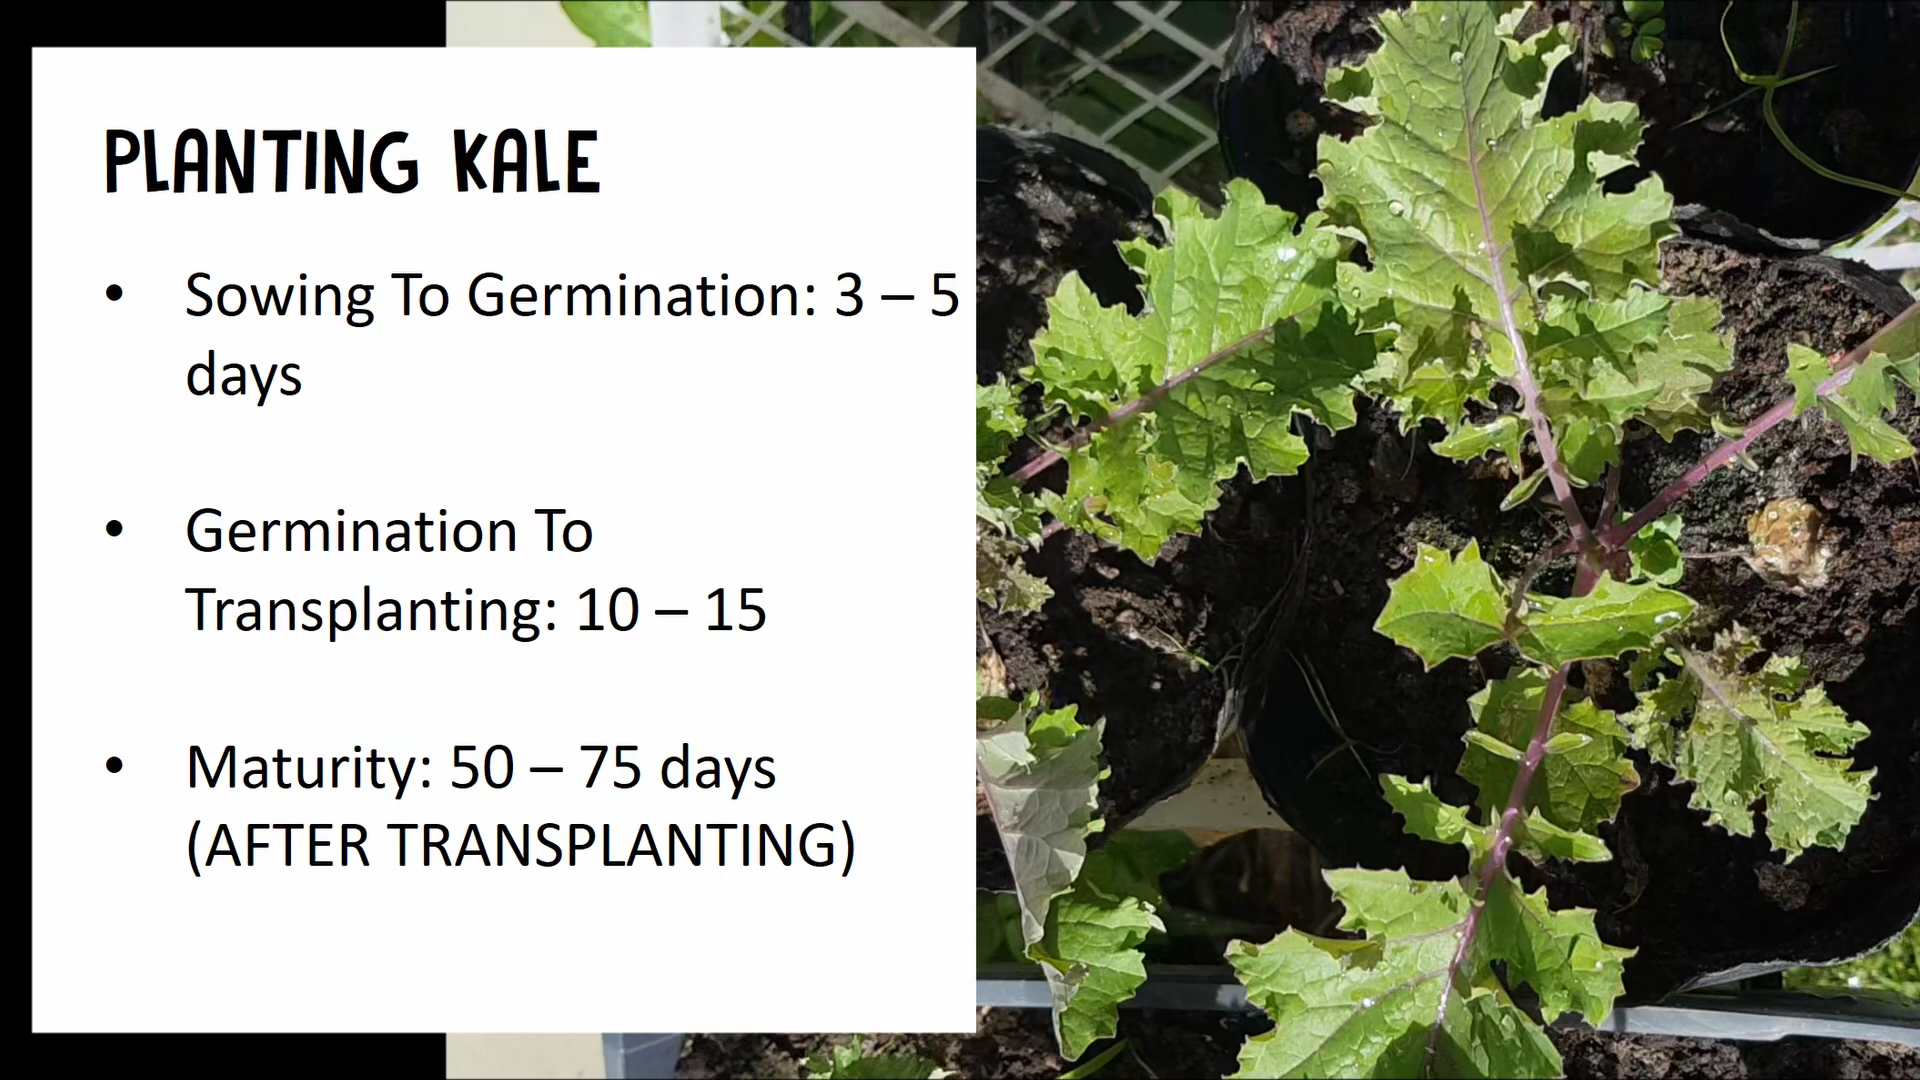 PLANTING KALE
• Sowing To Germination: 3 – 5
days
• Germination To
Transplanting: 10 – 15
• Maturity: 50 – 75 days
(AFTER TRANSPLANTING)